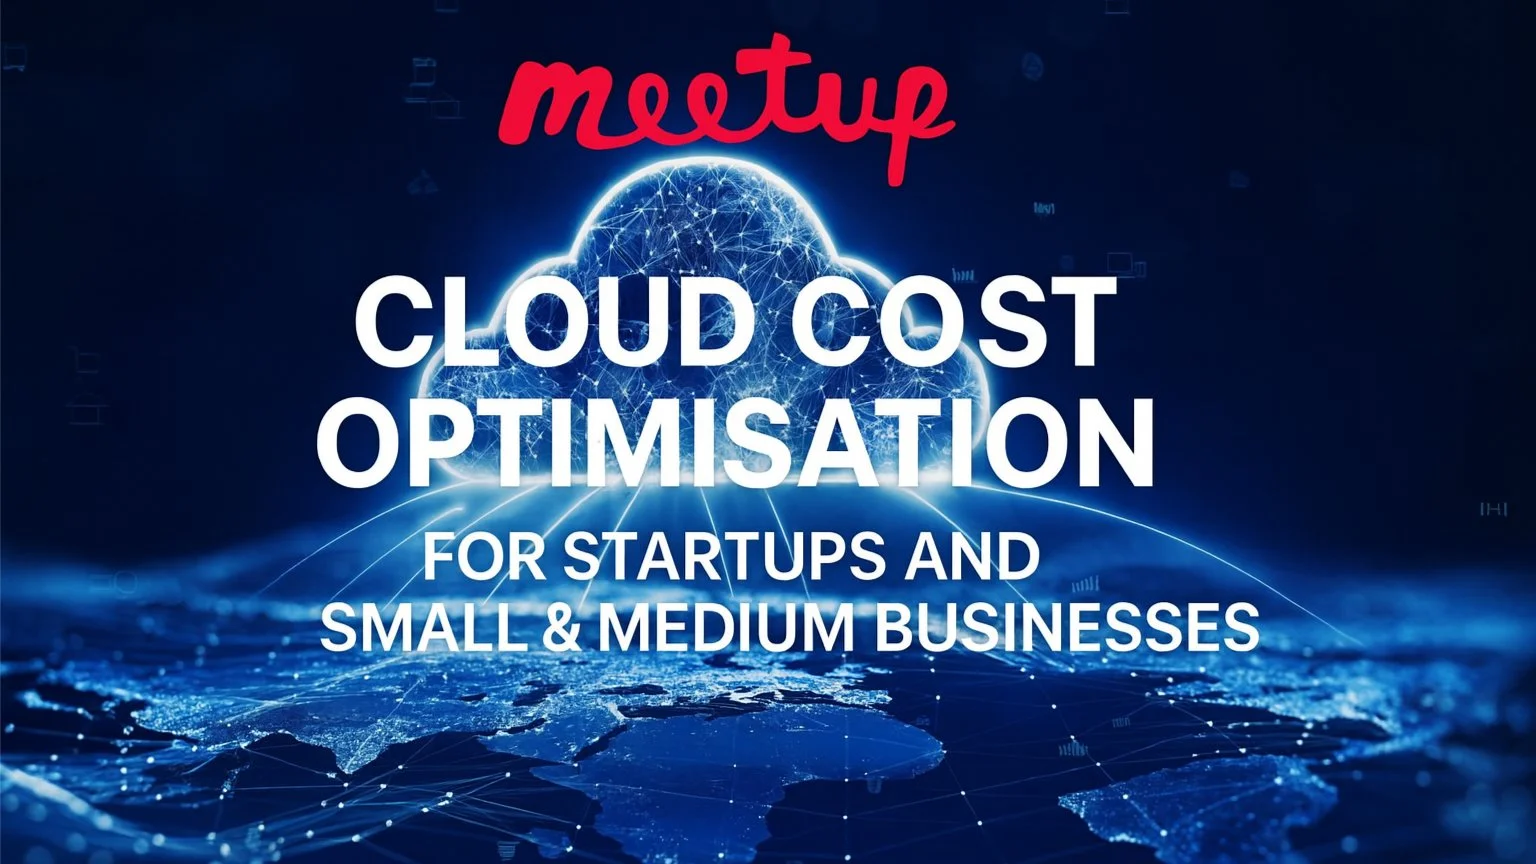 meetup
CLOUD COST
OPTIMISATION
FOR STARTUPS AND
SMALL & MEDIUM BUSINESSES